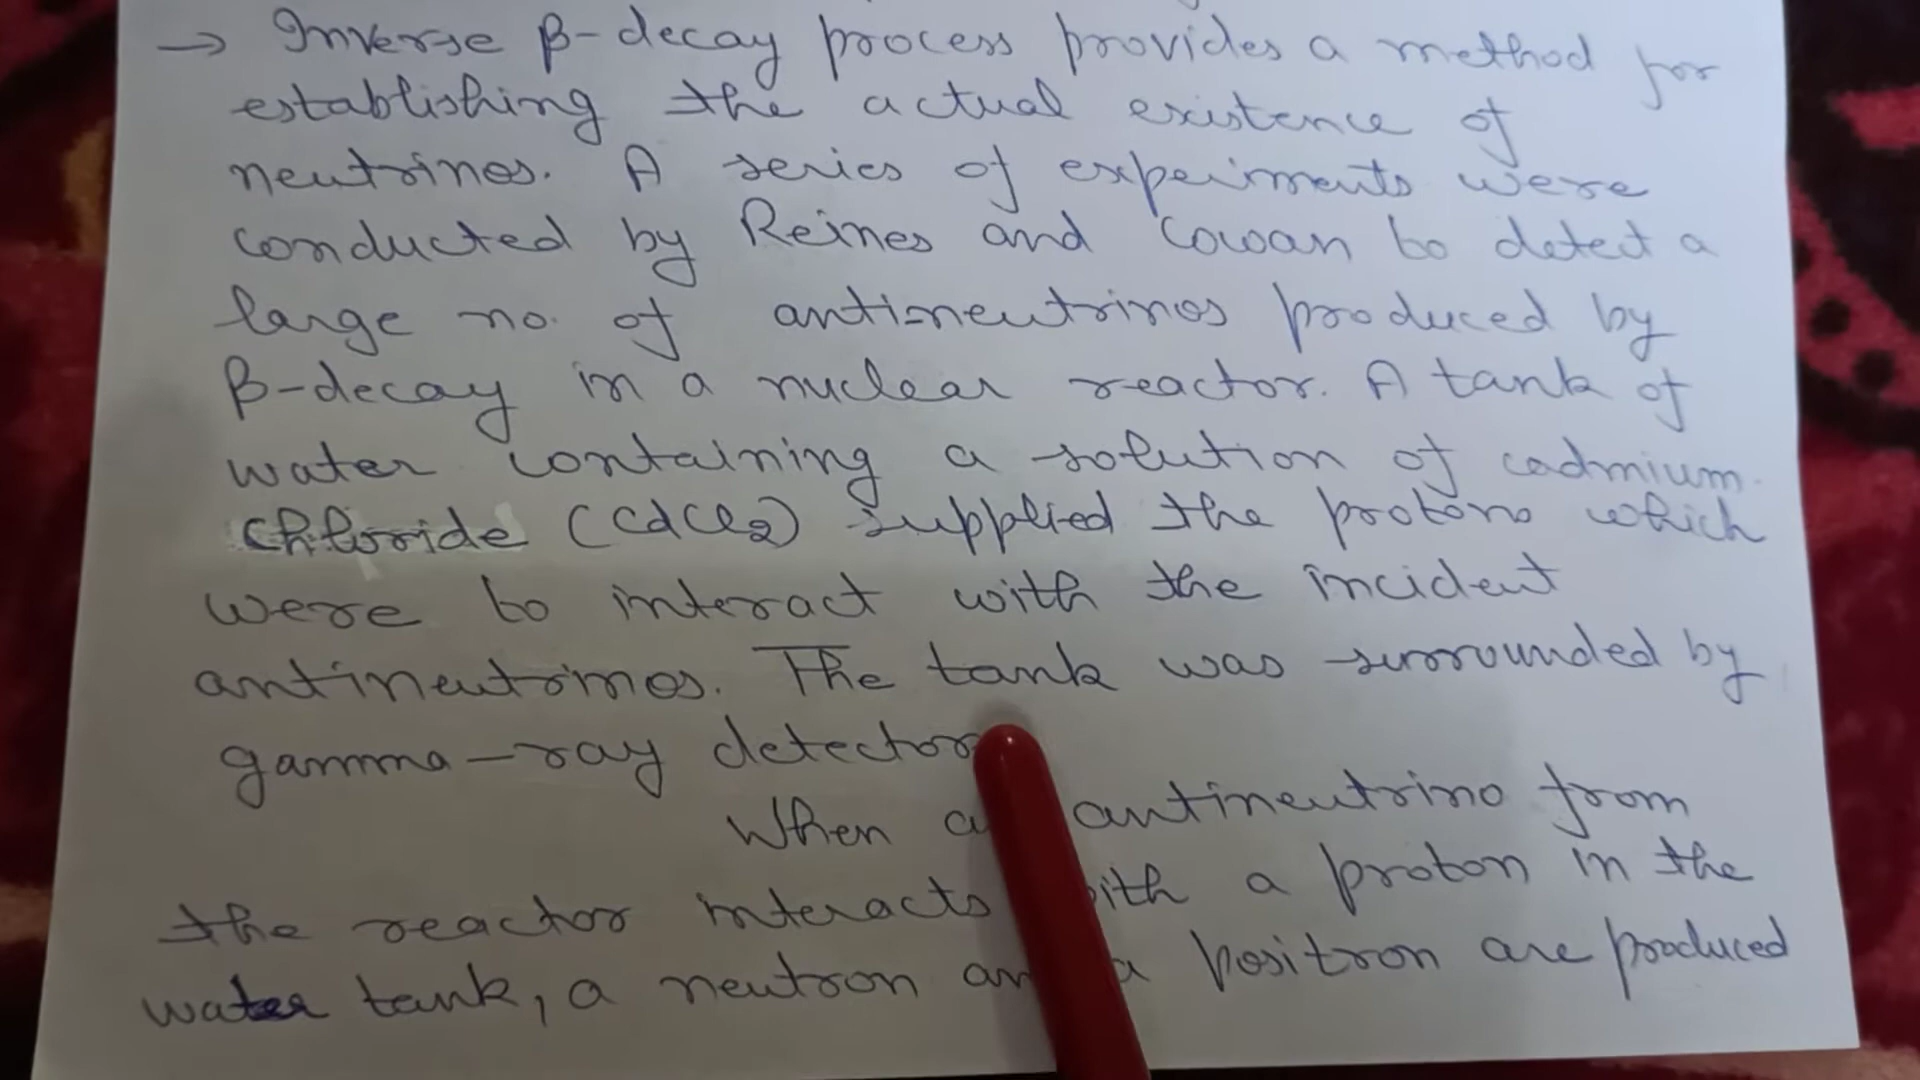 → Inverse β-decay process provides a method for
establishing the actual existence of
neutrinos. A series of experiments were
conducted by Reines and Cowan to detect a
large no. of antineutrinos produced by
β-decay in a nuclear reactor. A tank of
water containing a solution of cadmium
chloride (CdCl2) supplied the protons which
were to interact with the incident
antineutrinos. The tank was surrounded by
gamma-ray detector
When a antineutrino from
the reactor interacts with a proton in the
water tank, a neutron an a positron are produced